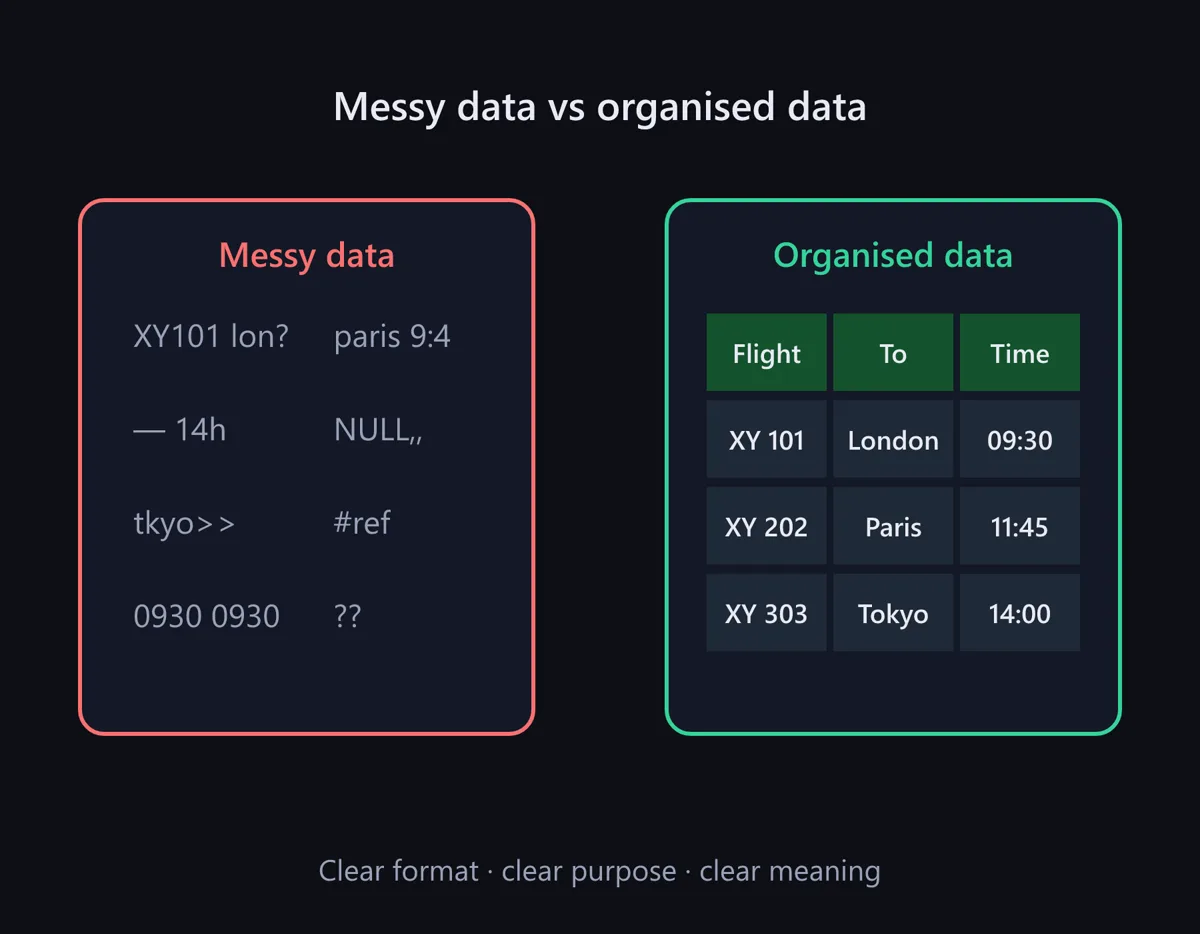 Messy data vs organised data
Messy data
XY101 lon? paris 9:4
— 14h NULL,,
tkyo>> #ref
0930 0930 ??
Organised data
Flight To Time
XY 101 London 09:30
XY 202 Paris 11:45
XY 303 Tokyo 14:00
Clear format · clear purpose · clear meaning